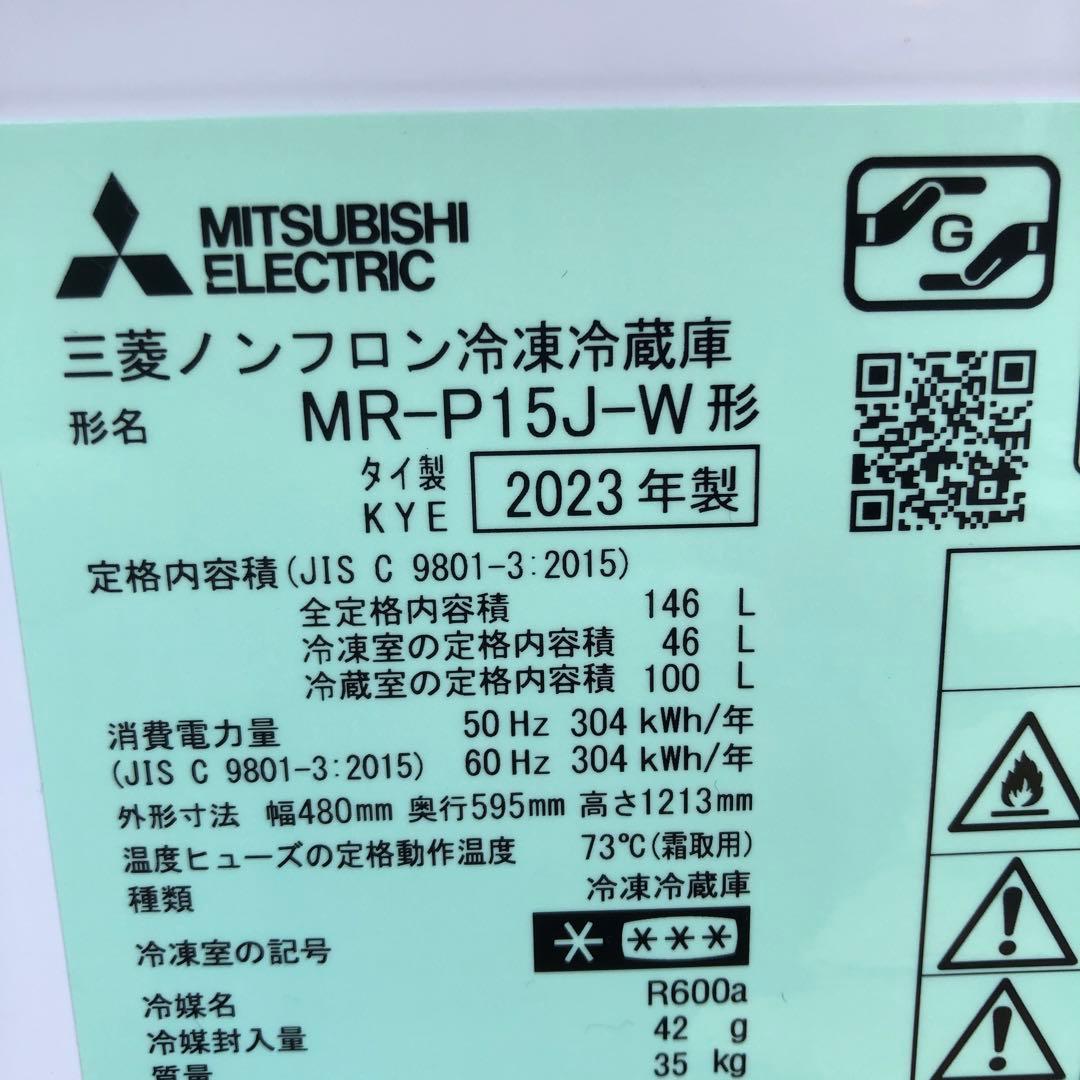 MITSUBISHI
ELECTRIC
G
三菱ノンフロン冷凍冷蔵庫
形名 MR-P15J-W形
タイ製
KYE 2023年製
定格内容積(JIS C 9801-3:2015)
全定格内容積 146 L
冷凍室の定格内容積 46 L
冷蔵室の定格内容積 100 L
消費電力量 50 Hz 304 kWh/年
(JIS C 9801-3:2015) 60 Hz 304 kWh/年
外形寸法 幅480mm 奥行595mm 高さ1213mm
温度ヒューズの定格動作温度 73℃(霜取用)
種類 冷凍冷蔵庫
冷凍室の記号
冷媒名 R600a
冷媒封入量 42 g
質量 35 kg